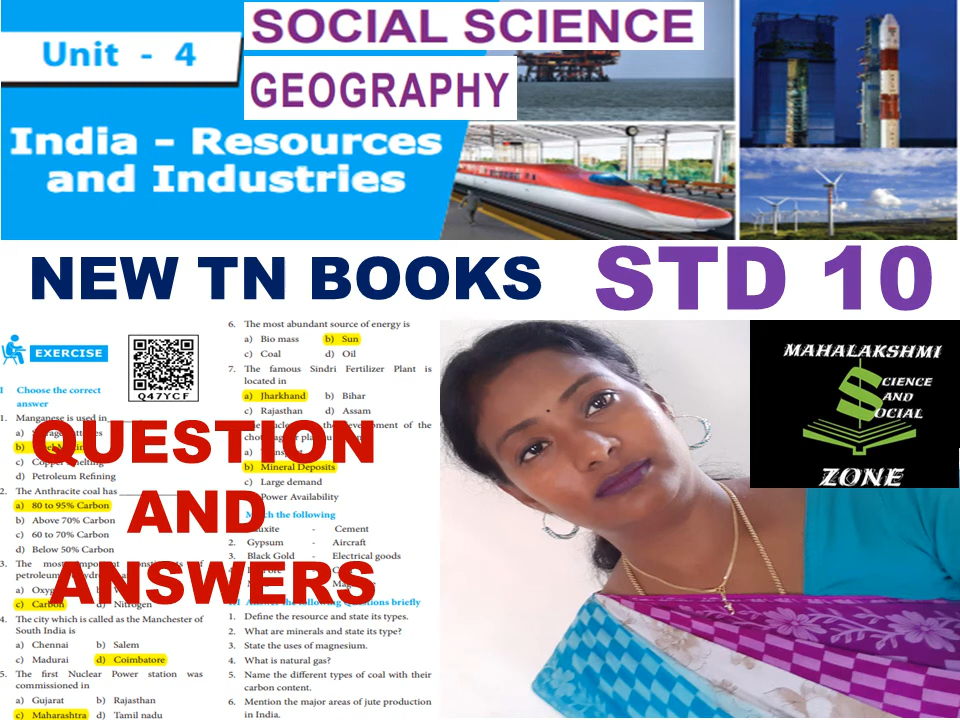 Unit - 4
SOCIAL SCIENCE
GEOGRAPHY
India – Resources
and Industries
NEW TN BOOKS
STD 10
EXERCISE
Q47YCF
I Choose the correct
answer
1. Manganese is used in
a)
b)
c)
d) Petroleum Refining
2. The Anthracite coal has
a) 80 to 95% Carbon
b) Above 70% Carbon
c) 60 to 70% Carbon
d) Below 50% Carbon
3. The most
petroleum
a)
c) Carbon
d) Nitrogen
4. The city which is called as the Manchester of
South India is
a) Chennai b) Salem
c) Madurai d) Coimbatore
5. The first Nuclear Power station was
commissioned in
a) Gujarat b) Rajasthan
c) Maharashtra d) Tamil nadu
6. The most abundant source of energy is
a) Bio mass b) Sun
c) Coal d) Oil
7. The famous Sindri Fertilizer Plant is
located in
a) Jharkhand b) Bihar
c) Rajasthan d) Assam
development of the
a)
b) Mineral Deposits
c) Large demand
Power Availability
the following
- Cement
2. Gypsum - Aircraft
3. Black Gold - Electrical goods
the following Questions briefly
1. Define the resource and state its types.
2. What are minerals and state its type?
3. State the uses of magnesium.
4. What is natural gas?
5. Name the different types of coal with their
carbon content.
6. Mention the major areas of jute production
in India.
QUESTION
AND
ANSWERS
MAHALAKSHMI
SCIENCE
AND
SOCIAL
ZONE